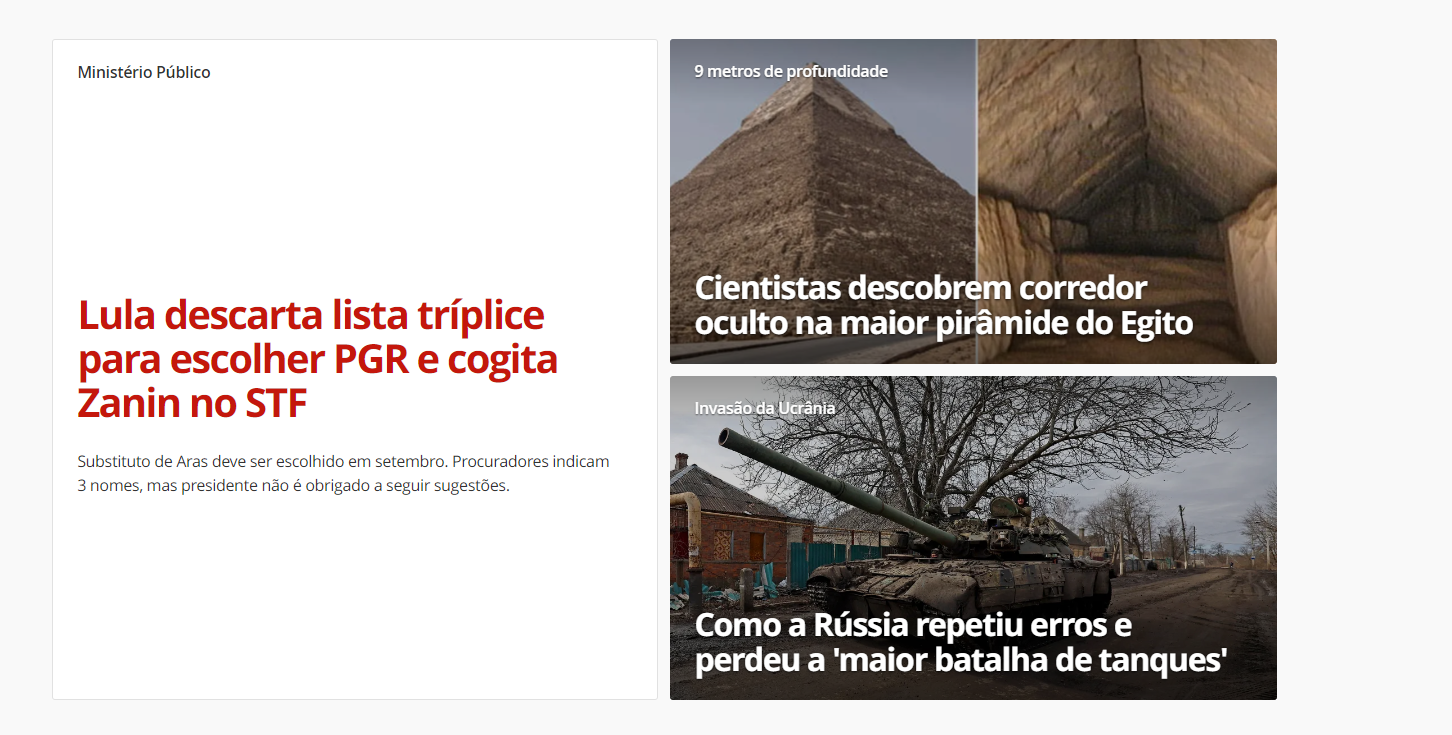 Ministério Público
Lula descarta lista tríplice
para escolher PGR e cogita
Zanin no STF
Substituto de Aras deve ser escolhido em setembro. Procuradores indicam
3 nomes, mas presidente não é obrigado a seguir sugestões.
9 metros de profundidade
Cientistas descobrem corredor
oculto na maior pirâmide do Egito
Invasão da Ucrânia
Como a Rússia repetiu erros e
perdeu a 'maior batalha de tanques'